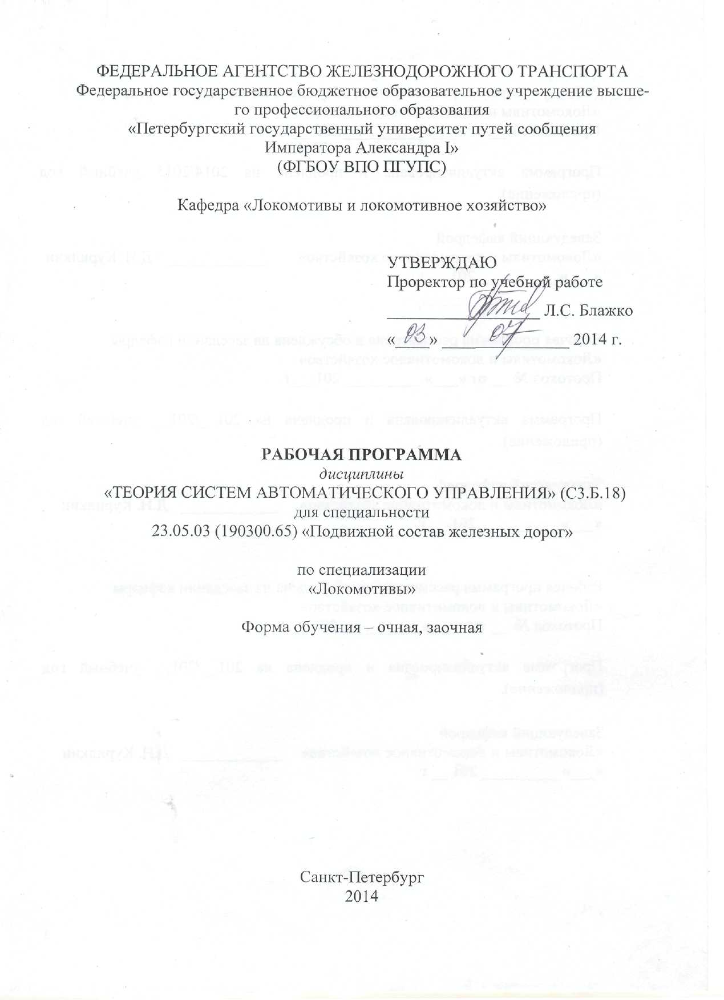 ФЕДЕРАЛЬНОЕ АГЕНТСТВО ЖЕЛЕЗНОДОРОЖНОГО ТРАНСПОРТА
Федеральное государственное бюджетное образовательное учреждение высше-
го профессионального образования
«Петербургский государственный университет путей сообщения
Императора Александра I»
(ФГБОУ ВПО ПГУПС)
Кафедра «Локомотивы и локомотивное хозяйство»
УТВЕРЖДАЮ
Проректор по учебной работе
__________________ Л.С. Блажко
«03» 07 2014 г.
РАБОЧАЯ ПРОГРАММА
дисциплины
«ТЕОРИЯ СИСТЕМ АВТОМАТИЧЕСКОГО УПРАВЛЕНИЯ» (С3.Б.18)
для специальности
23.05.03 (190300.65) «Подвижной состав железных дорог»
по специализации
«Локомотивы»
Форма обучения – очная, заочная
Санкт-Петербург
2014